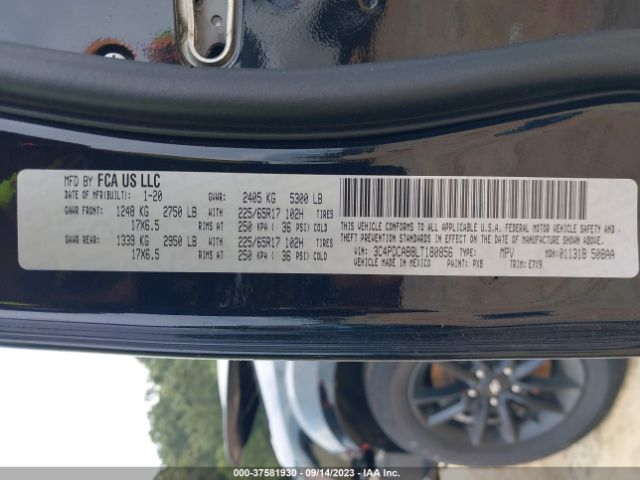 MFD BY FCA US LLC
DATE OF MFR(BUILT): 1-20 GVWR: 2405 KG 5300 LB
GAWR FRONT: 1248 KG 2750 LB WITH 225/65R17 102H TIRES
17X6.5 RIMS AT 250 KPA ( 36 PSI) COLD
GAWR REAR: 1339 KG 2950 LB WITH 225/65R17 102H TIRES
17X6.5 RIMS AT 250 KPA ( 36 PSI) COLD
THIS VEHICLE CONFORMS TO ALL APPLICABLE U.S.A. FEDERAL MOTOR VEHICLE SAFETY,
THEFT PREVENTION STANDARDS IN EFFECT ON THE DATE OF MANUFACTURE SHOWN ABOVE.
VIN: 3C4PDCABBLT180856 TYPE: MPV MDH: 01131B 508AA
VEHICLE MADE IN MEXICO PAINT: PX8 TRIM: E7X9
000-37581930 - 09/14/2023 - IAA Inc.